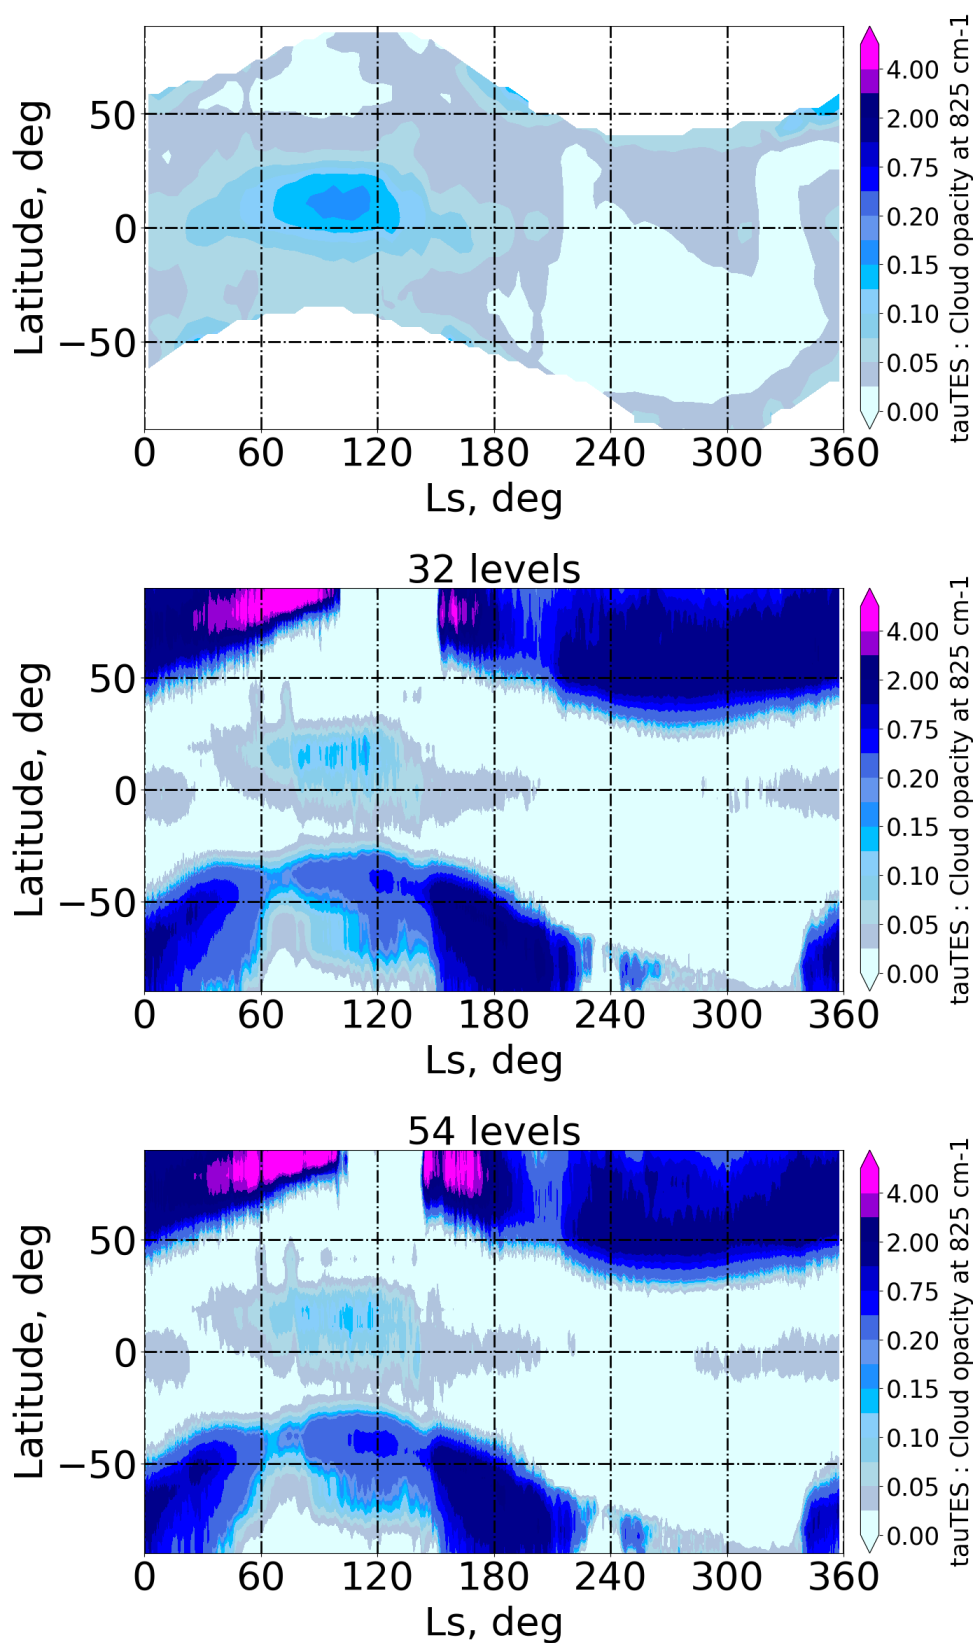 50
0
−50
Latitude, deg
0 60 120 180 240 300 360
Ls, deg
4.00
2.00
0.75
0.20
0.15
0.10
0.05
0.00
tauTES : Cloud opacity at 825 cm-1
32 levels
50
0
−50
Latitude, deg
0 60 120 180 240 300 360
Ls, deg
4.00
2.00
0.75
0.20
0.15
0.10
0.05
0.00
tauTES : Cloud opacity at 825 cm-1
54 levels
50
0
−50
Latitude, deg
0 60 120 180 240 300 360
Ls, deg
4.00
2.00
0.75
0.20
0.15
0.10
0.05
0.00
tauTES : Cloud opacity at 825 cm-1